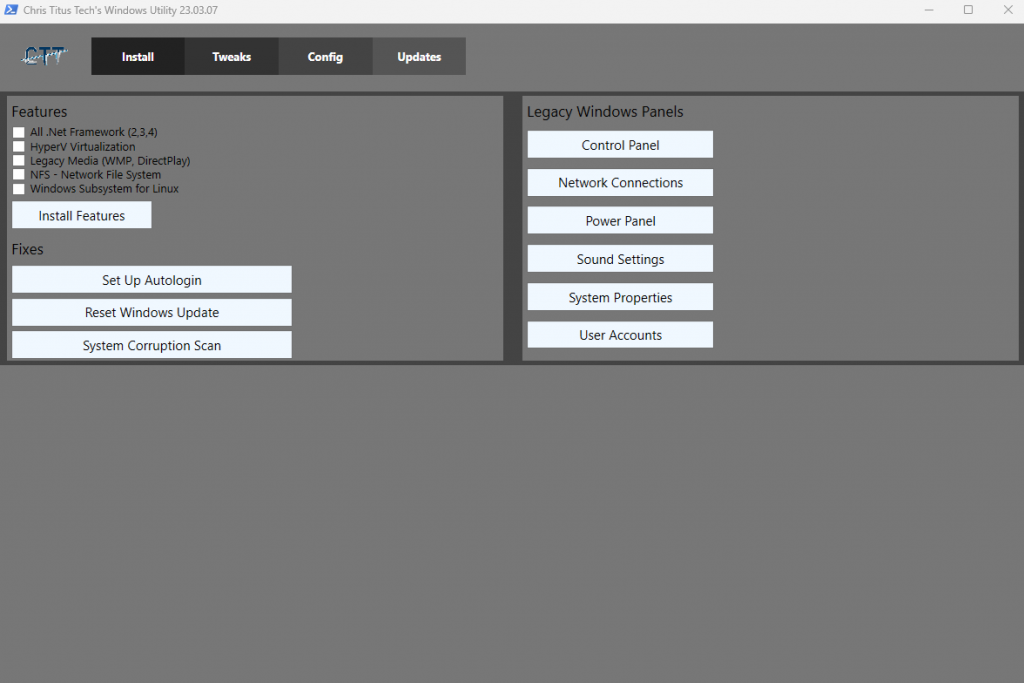 Chris Titus Tech's Windows Utility 23.03.07
CTT
Install
Tweaks
Config
Updates
Features
All .Net Framework (2,3,4)
HyperV Virtualization
Legacy Media (WMP, DirectPlay)
NFS - Network File System
Windows Subsystem for Linux
Install Features
Fixes
Set Up Autologin
Reset Windows Update
System Corruption Scan
Legacy Windows Panels
Control Panel
Network Connections
Power Panel
Sound Settings
System Properties
User Accounts